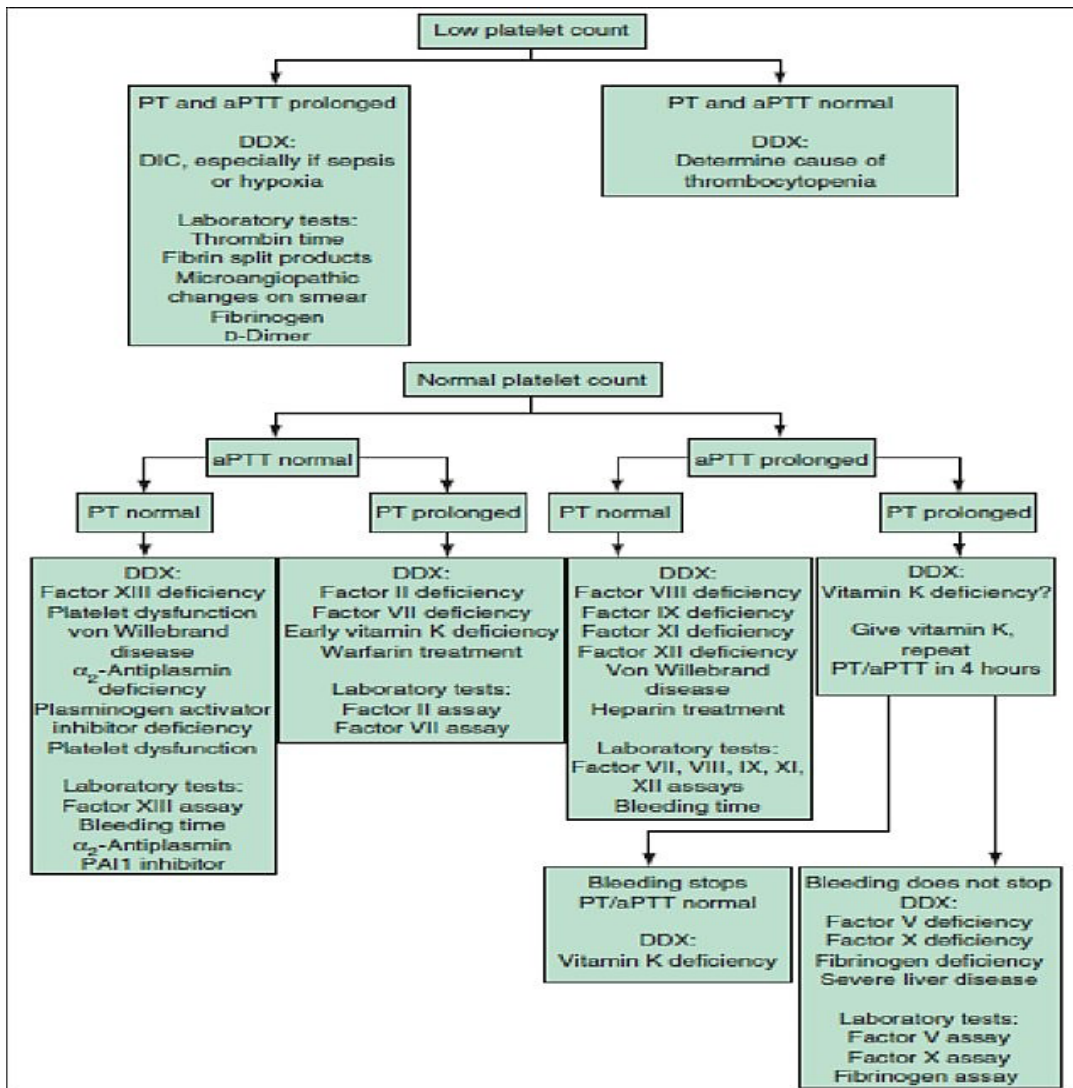 Low platelet count
PT and aPTT prolonged
DDX:
DIC, especially if sepsis
or hypoxia
Laboratory tests:
Thrombin time
Fibrin split products
Microangiopathic
changes on smear
Fibrinogen
D-Dimer
PT and aPTT normal
DDX:
Determine cause of
thrombocytopenia
Normal platelet count
aPTT normal
aPTT prolonged
PT normal
PT prolonged
PT normal
PT prolonged
DDX:
Factor XIII deficiency
Platelet dysfunction
von Willebrand
disease
α₂-Antiplasmin
deficiency
Plasminogen activator
inhibitor deficiency
Platelet dysfunction
Laboratory tests:
Factor XIII assay
Bleeding time
α₂-Antiplasmin
PAI1 inhibitor
DDX:
Factor II deficiency
Factor VII deficiency
Early vitamin K deficiency
Warfarin treatment
Laboratory tests:
Factor II assay
Factor VII assay
DDX:
Factor VIII deficiency
Factor IX deficiency
Factor XI deficiency
Factor XII deficiency
Von Willebrand
disease
Heparin treatment
Laboratory tests:
Factor VII, VIII, IX, XI,
XII assays
Bleeding time
DDX:
Vitamin K deficiency?
Give vitamin K,
repeat
PT/aPTT in 4 hours
Bleeding stops
PT/aPTT normal
DDX:
Vitamin K deficiency
Bleeding does not stop
DDX:
Factor V deficiency
Factor X deficiency
Fibrinogen deficiency
Severe liver disease
Laboratory tests:
Factor V assay
Factor X assay
Fibrinogen assay